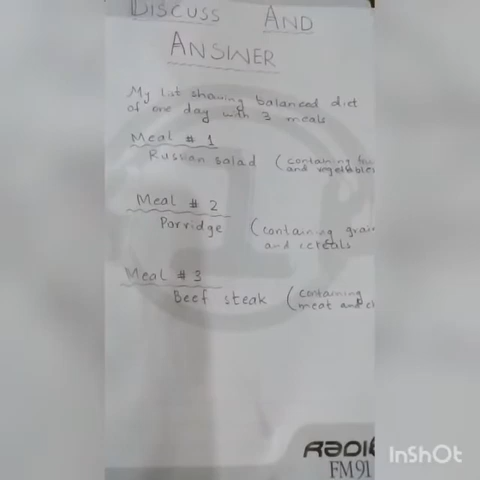 DISCUSS AND
ANSWER
My list showing balanced diet
of one day with 3 meals
Meal # 1
Russian salad (containing
and vegetables
Meal # 2
Porridge (containing
and cereals
Meal # 3
Beef steak (containing
meat and
RADIO
FM91
InShOt